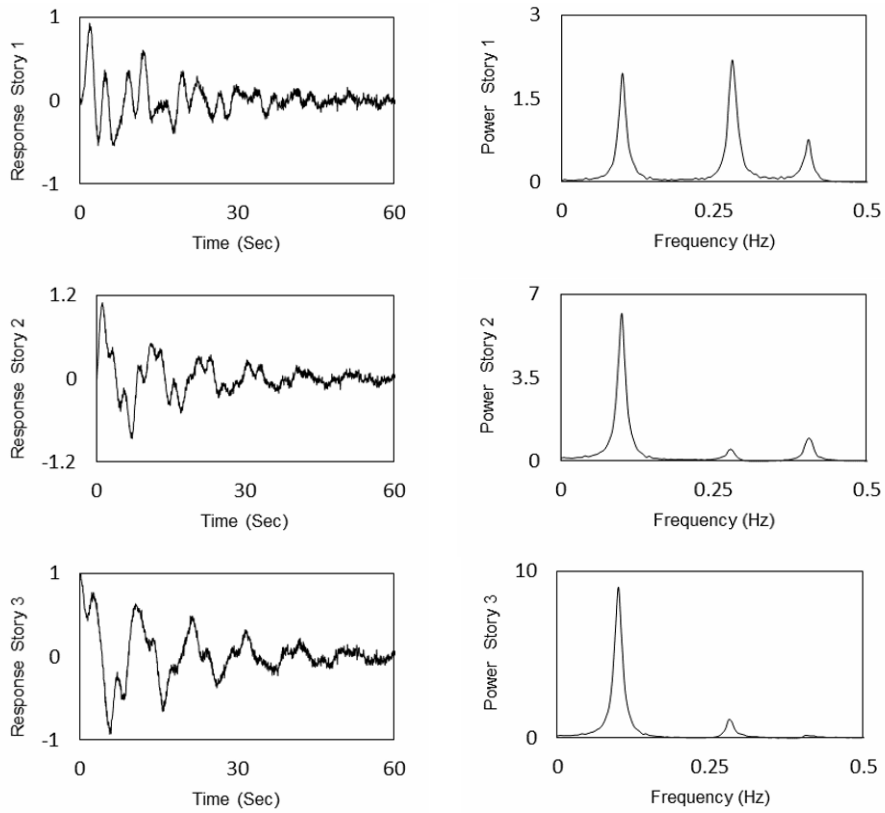 Response Story 1
1
0
-1
0
30
60
Time (Sec)
Power Story 1
3
1.5
0
0
0.25
0.5
Frequency (Hz)
Response Story 2
1.2
0
-1.2
0
30
60
Time (Sec)
Power Story 2
7
3.5
0
0
0.25
0.5
Frequency (Hz)
Response Story 3
1
0
-1
0
30
60
Time (Sec)
Power Story 3
10
0
0
0.25
0.5
Frequency (Hz)